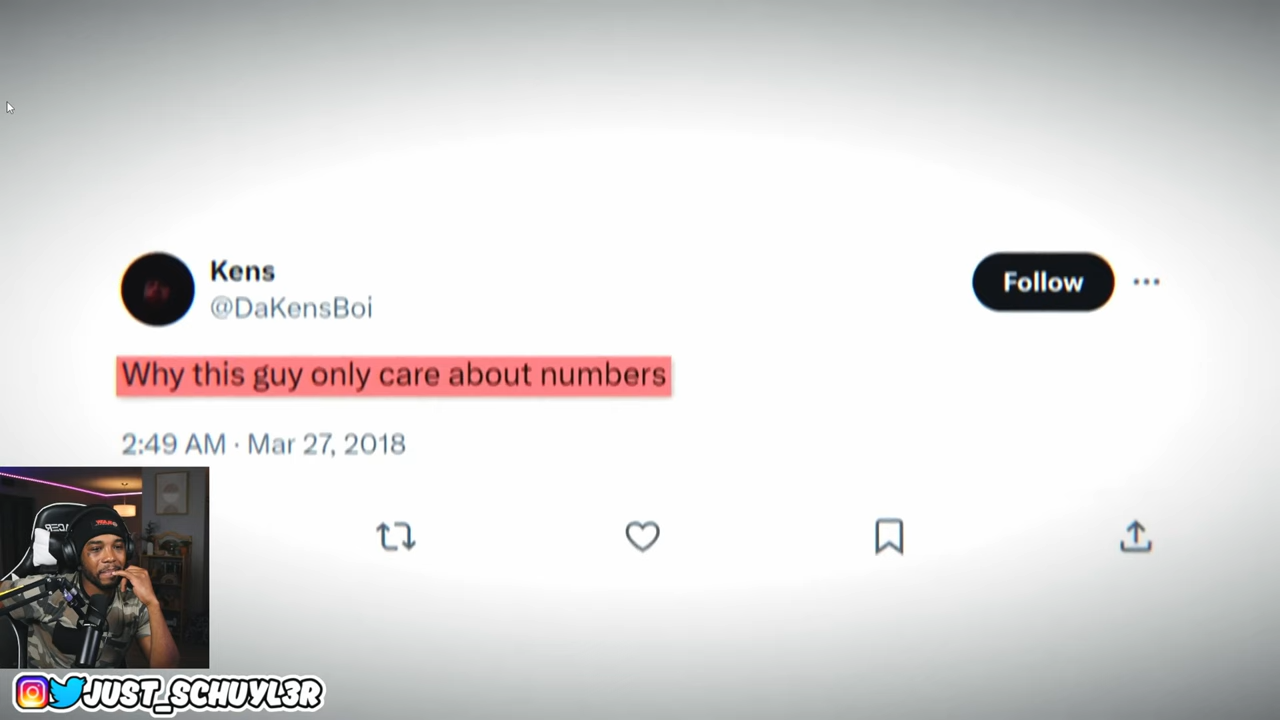 Kens
@DaKensBoi
Follow
Why this guy only care about numbers
2:49 AM · Mar 27, 2018
JUST_SCHUYL3R